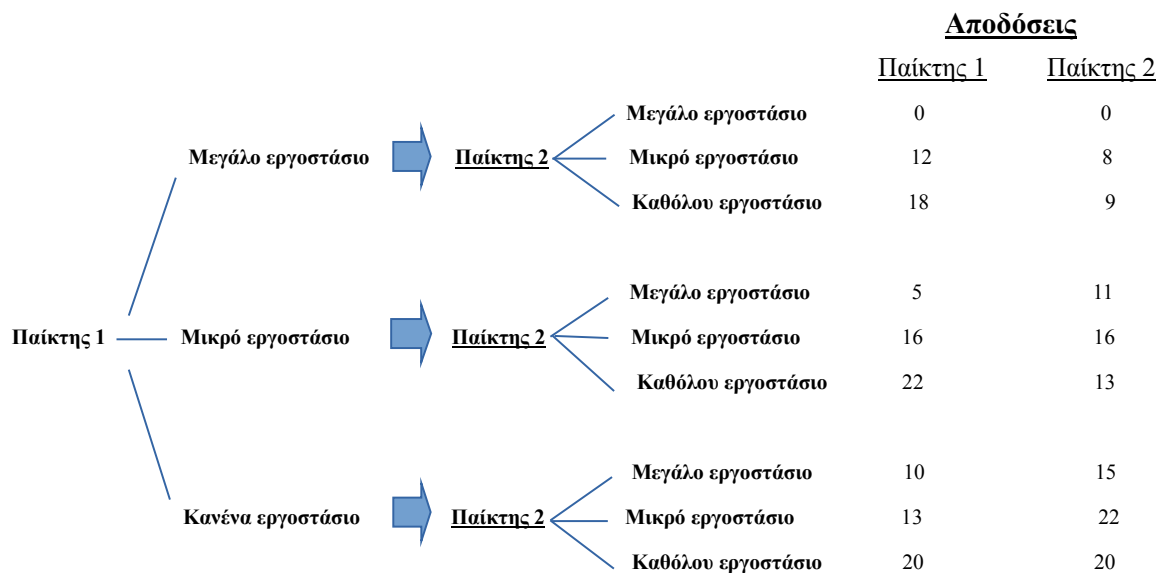 Αποδόσεις
Παίκτης 1 Παίκτης 2
Μεγάλο εργοστάσιο 0 0
Μεγάλο εργοστάσιο Παίκτης 2 Μικρό εργοστάσιο 12 8
Καθόλου εργοστάσιο 18 9
Μεγάλο εργοστάσιο 5 11
Παίκτης 1 Μικρό εργοστάσιο Παίκτης 2 Μικρό εργοστάσιο 16 16
Καθόλου εργοστάσιο 22 13
Μεγάλο εργοστάσιο 10 15
Κανένα εργοστάσιο Παίκτης 2 Μικρό εργοστάσιο 13 22
Καθόλου εργοστάσιο 20 20